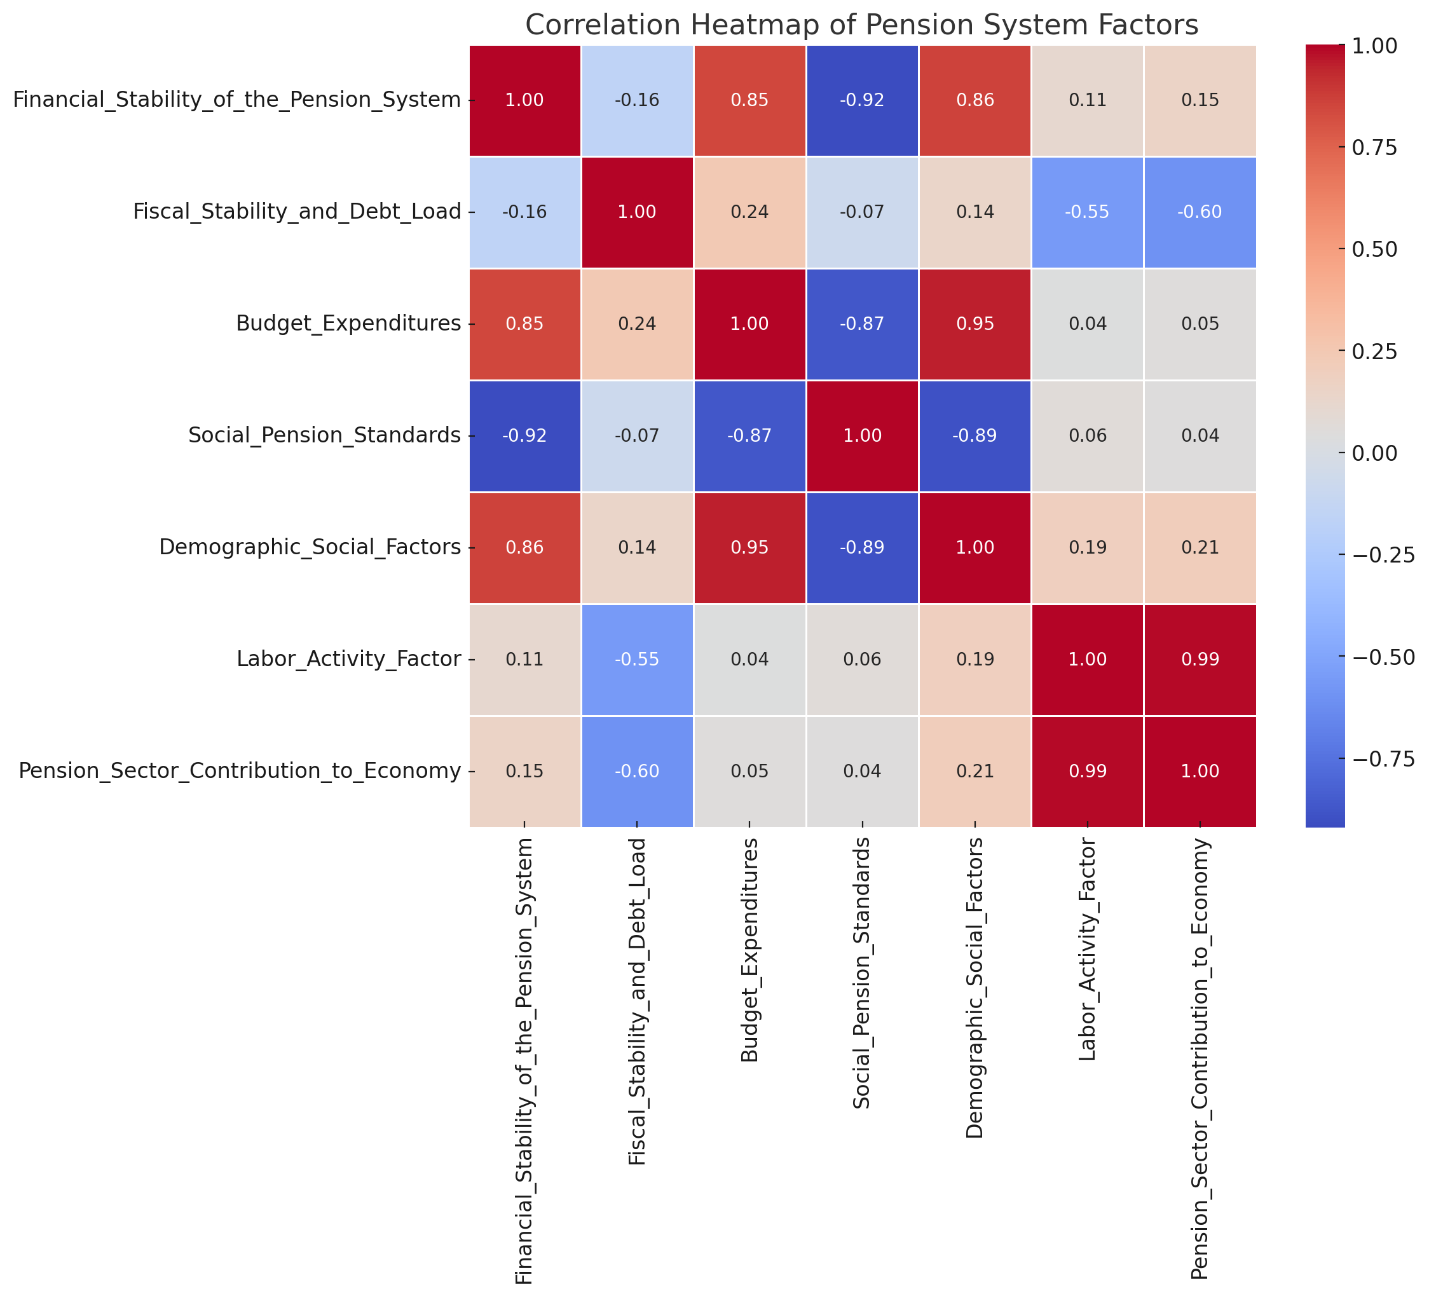 Correlation Heatmap of Pension System Factors
Financial_Stability_of_the_Pension_System 1.00 -0.16 0.85 -0.92 0.86 0.11 0.15
Fiscal_Stability_and_Debt_Load -0.16 1.00 0.24 -0.07 0.14 -0.55 -0.60
Budget_Expenditures 0.85 0.24 1.00 -0.87 0.95 0.04 0.05
Social_Pension_Standards -0.92 -0.07 -0.87 1.00 -0.89 0.06 0.04
Demographic_Social_Factors 0.86 0.14 0.95 -0.89 1.00 0.19 0.21
Labor_Activity_Factor 0.11 -0.55 0.04 0.06 0.19 1.00 0.99
Pension_Sector_Contribution_to_Economy 0.15 -0.60 0.05 0.04 0.21 0.99 1.00
Financial_Stability_of_the_Pension_System
Fiscal_Stability_and_Debt_Load
Budget_Expenditures
Social_Pension_Standards
Demographic_Social_Factors
Labor_Activity_Factor
Pension_Sector_Contribution_to_Economy
1.00
0.75
0.50
0.25
0.00
−0.25
−0.50
−0.75